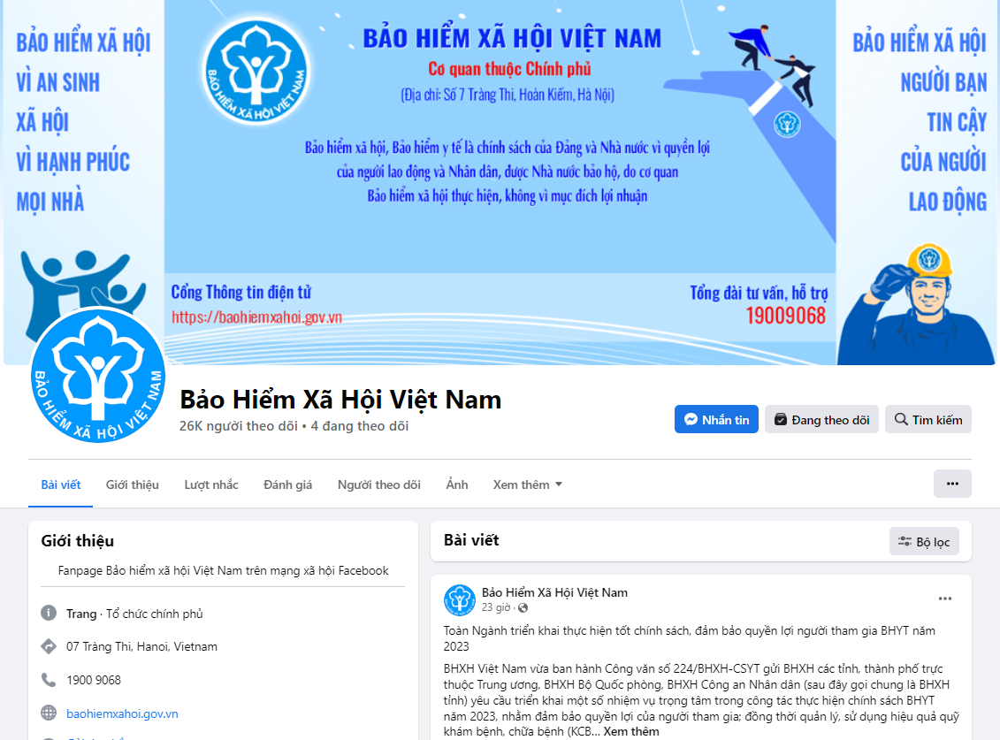 BẢO HIỂM XÃ HỘI
VÌ AN SINH
XÃ HỘI
VÌ HẠNH PHÚC
MỌI NHÀ
BẢO HIỂM XÃ HỘI VIỆT NAM
BẢO HIỂM XÃ HỘI VIỆT NAM
Cơ quan thuộc Chính phủ
(Địa chỉ: Số 7 Tràng Thi, Hoàn Kiếm, Hà Nội)
Bảo hiểm xã hội, Bảo hiểm y tế là chính sách của Đảng và Nhà nước vì quyền lợi
của người lao động và Nhân dân, được Nhà nước bảo hộ, do cơ quan
Bảo hiểm xã hội thực hiện, không vì mục đích lợi nhuận
Cổng Thông tin điện tử
https://baohiemxahoi.gov.vn
Tổng đài tư vấn, hỗ trợ
19009068
BẢO HIỂM XÃ HỘI
NGƯỜI BẠN
TIN CẬY
CỦA NGƯỜI
LAO ĐỘNG
BẢO HIỂM XÃ HỘI VIỆT NAM
Bảo Hiểm Xã Hội Việt Nam
26K người theo dõi • 4 đang theo dõi
Nhắn tin
Đang theo dõi
Tìm kiếm
Bài viết
Giới thiệu
Lượt nhắc
Đánh giá
Người theo dõi
Ảnh
Xem thêm
Giới thiệu
Fanpage Bảo hiểm xã hội Việt Nam trên mạng xã hội Facebook
Trang · Tổ chức chính phủ
07 Tràng Thi, Hanoi, Vietnam
1900 9068
baohiemxahoi.gov.vn
Bài viết
Bộ lọc
Bảo Hiểm Xã Hội Việt Nam
23 giờ ·
Toàn Ngành triển khai thực hiện tốt chính sách, đảm bảo quyền lợi người tham gia BHYT năm
2023
BHXH Việt Nam vừa ban hành Công văn số 224/BHXH-CSYT gửi BHXH các tỉnh, thành phố trực
thuộc Trung ương, BHXH Bộ Quốc phòng, BHXH Công an Nhân dân (sau đây gọi chung là BHXH
tỉnh) yêu cầu triển khai một số nhiệm vụ trọng tâm trong công tác thực hiện chính sách BHYT
năm 2023, nhằm đảm bảo quyền lợi của người tham gia; đồng thời quản lý, sử dụng hiệu quả quỹ
khám bệnh, chữa bệnh (KCB... Xem thêm